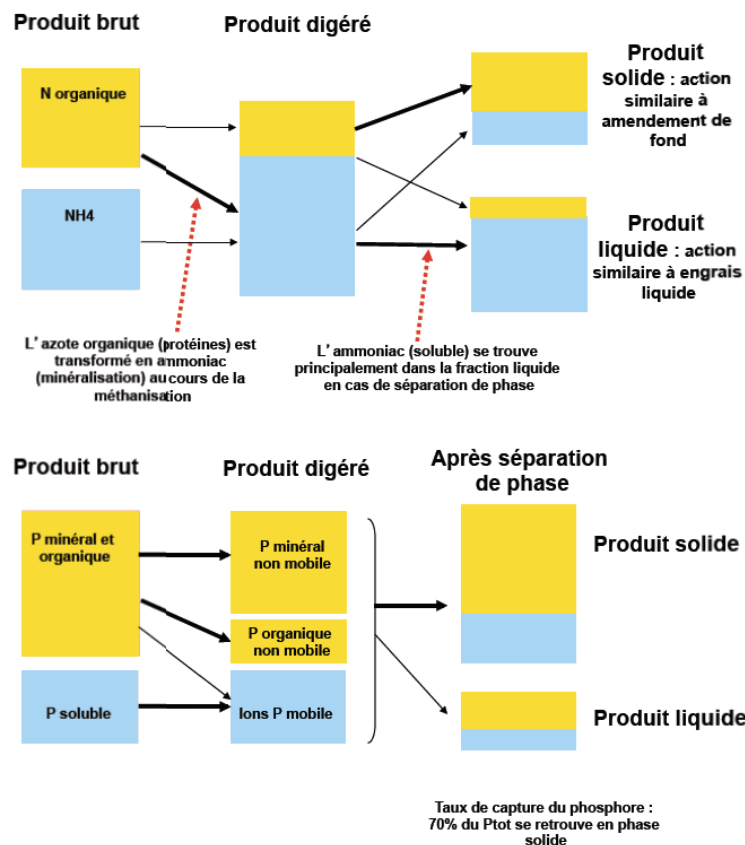 Produit brut
Produit digéré
N organique
NH4
Produit
solide : action
similaire à
amendement de
fond
Produit
liquide : action
similaire à engrais
liquide
L' azote organique (protéines) est
transformé en ammoniac
(minéralisation) au cours de la
méthanisation
L' ammoniac (soluble) se trouve
principalement dans la fraction liquide
en cas de séparation de phase
Produit brut
Produit digéré
Après séparation
de phase
P minéral et
organique
P soluble
P minéral
non mobile
P organique
non mobile
Ions P mobile
Produit solide
Produit liquide
Taux de capture du phosphore :
70% du Ptot se retrouve en phase
solide